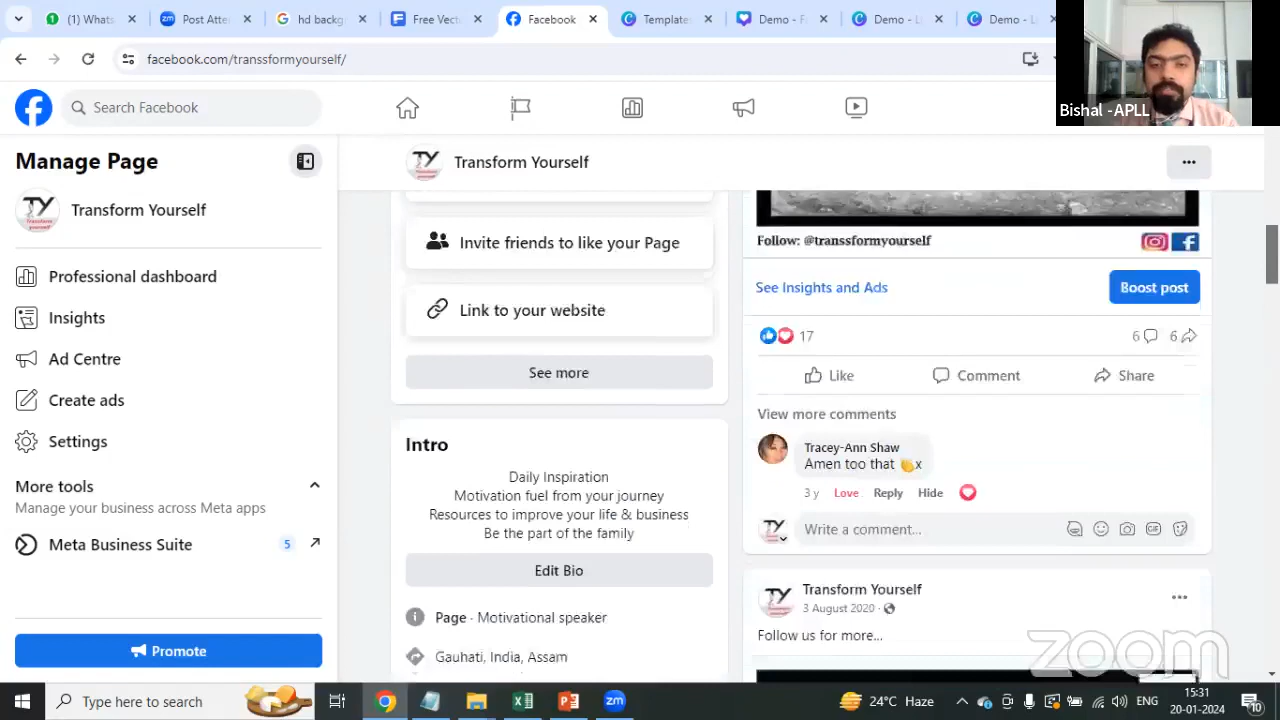 Whats
Post Atte
hd backg
Free Vect
Facebook
Templates
Demo - F
Demo - L
Demo - L
facebook.com/transsformyourself/
Bishal -APLL
Search Facebook
Manage Page
Transform Yourself
TY
Transform Yourself
Professional dashboard
Insights
Ad Centre
Create ads
Settings
More tools
Manage your business across Meta apps
Meta Business Suite 5
Promote
Invite friends to like your Page
Link to your website
See more
Intro
Daily Inspiration
Motivation fuel from your journey
Resources to improve your life & business
Be the part of the family
Edit Bio
Page · Motivational speaker
Gauhati, India, Assam
Follow: @transsformyourself
See Insights and Ads
Boost post
17
6 6
Like Comment Share
View more comments
Tracey-Ann Shaw
Amen too that 👏x
3 y Love Reply Hide
Write a comment...
GIF
Transform Yourself
3 August 2020
Follow us for more...
zoom
Type here to search
24°C Haze
ENG
15:31
20-01-2024
10